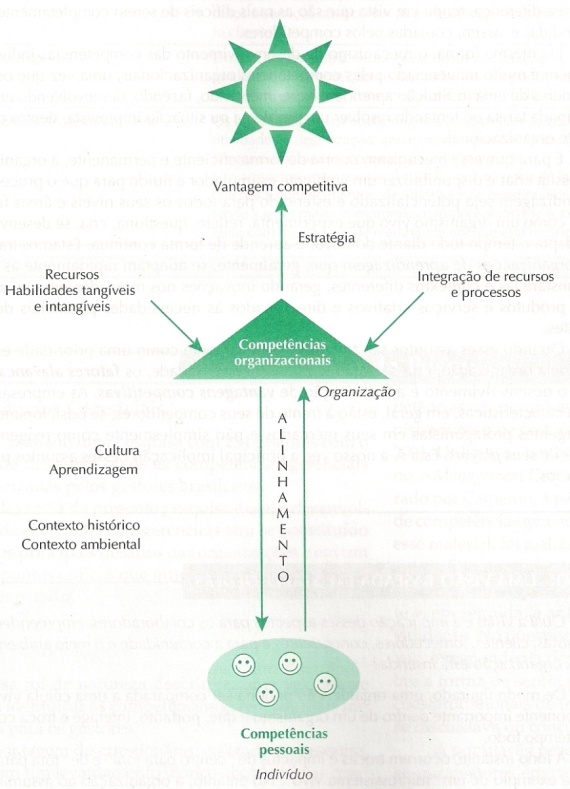 Vantagem competitiva
Estratégia
Recursos
Habilidades tangíveis
e intangíveis
Integração de recursos
e processos
Competências
organizacionais
Organização
ALINHAMENTO
Cultura
Aprendizagem
Contexto histórico
Contexto ambiental
Competências
pessoais
Indivíduo